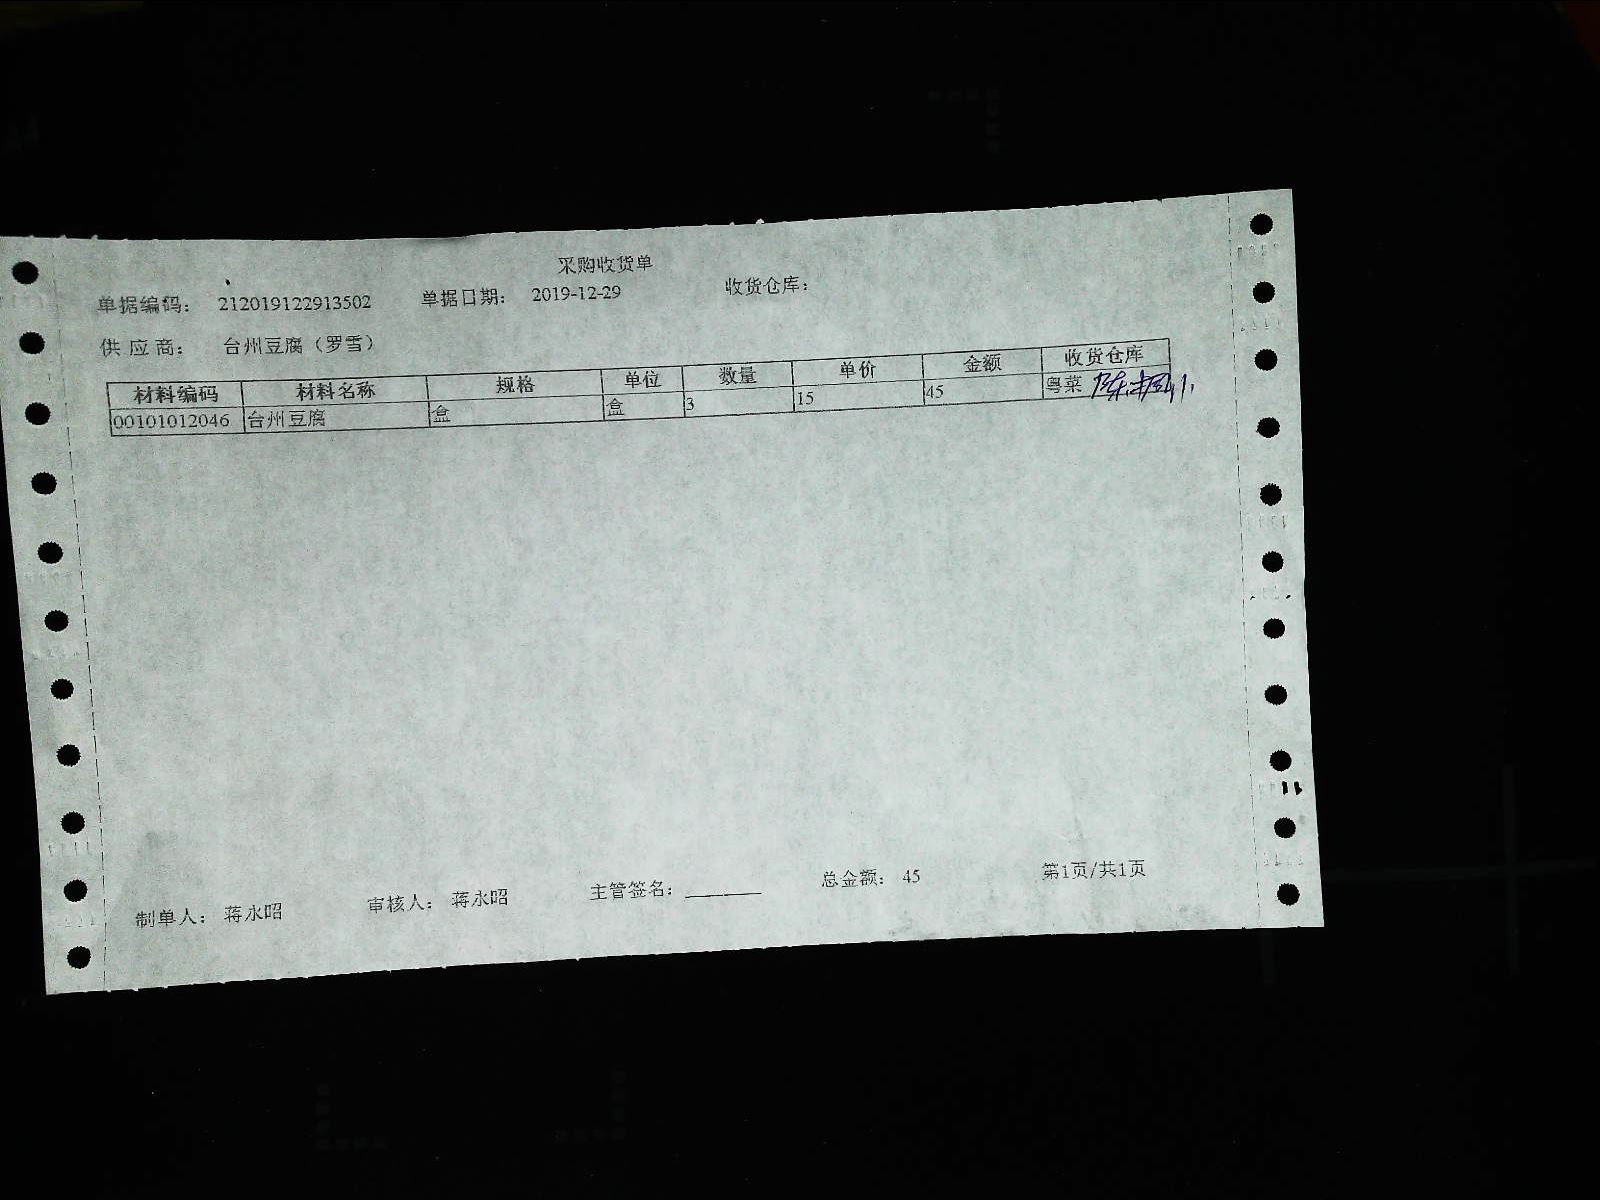 采购收货单
单据编码： 212019122913502 单据日期： 2019-12-29 收货仓库：
供应商： 台州豆腐（罗雪）
材料编码 材料名称 规格 单位 数量 单价 金额 收货仓库
00101012046 台州豆腐 盒 盒 3 15 45 粤菜
制单人： 蒋永昭 审核人： 蒋永昭 主管签名： 总金额： 45 第1页/共1页